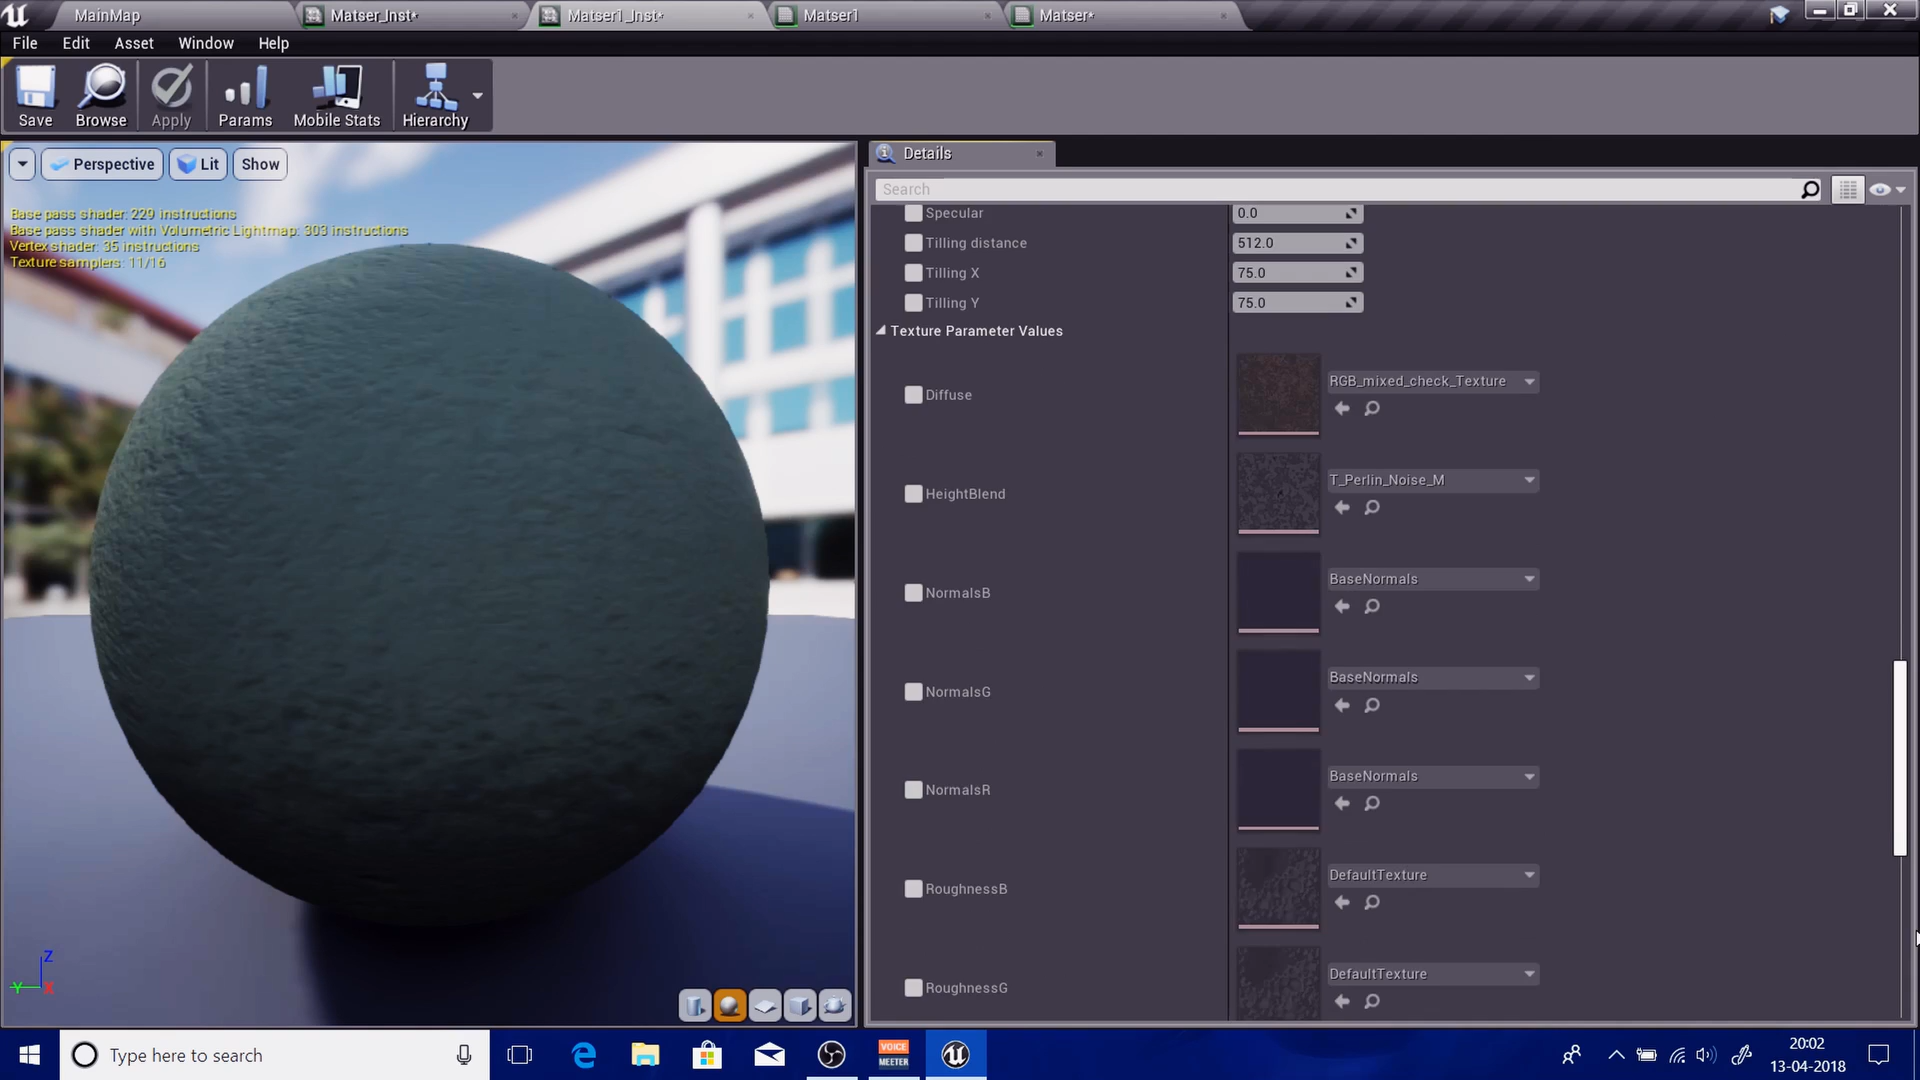 MainMap
Matser_Inst*
Matser1_Inst*
Matser1
Matser*
File Edit Asset Window Help
Save
Browse
Apply
Params
Mobile Stats
Hierarchy
Perspective
Lit
Show
Base pass shader: 229 instructions
Base pass shader with Volumetric Lightmap: 303 instructions
Vertex shader: 35 instructions
Texture samplers: 11/16
Z
Y
X
Details
Search
Specular 0.0
Tilling distance 512.0
Tilling X 75.0
Tilling Y 75.0
Texture Parameter Values
Diffuse RGB_mixed_check_Texture
HeightBlend T_Perlin_Noise_M
NormalsB BaseNormals
NormalsG BaseNormals
NormalsR BaseNormals
RoughnessB DefaultTexture
RoughnessG DefaultTexture
Type here to search
VOICE
MEETER
20:02
13-04-2018